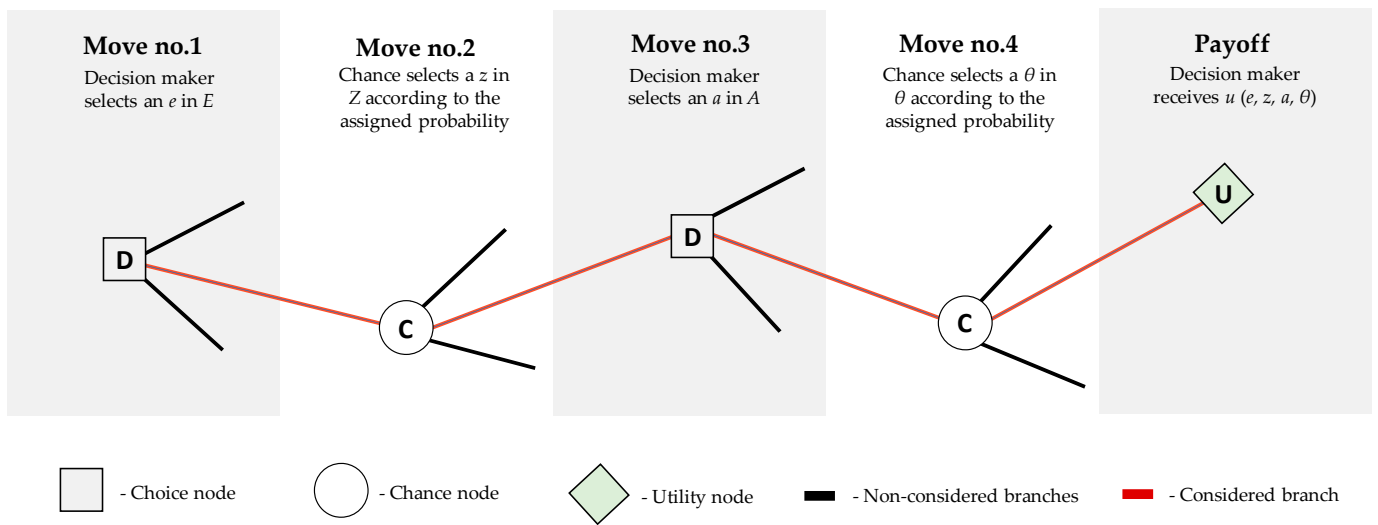 Move no.1
Decision maker
selects an e in E
Move no.2
Chance selects a z in
Z according to the
assigned probability
Move no.3
Decision maker
selects an a in A
Move no.4
Chance selects a θ in
θ according to the
assigned probability
Payoff
Decision maker
receives u (e, z, a, θ)
D
C
D
C
U
- Choice node
- Chance node
- Utility node
- Non-considered branches
- Considered branch